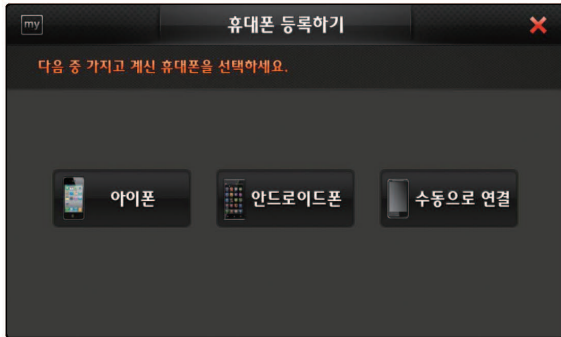 my
휴대폰 등록하기
다음 중 가지고 계신 휴대폰을 선택하세요.
아이폰
안드로이드폰
수동으로 연결